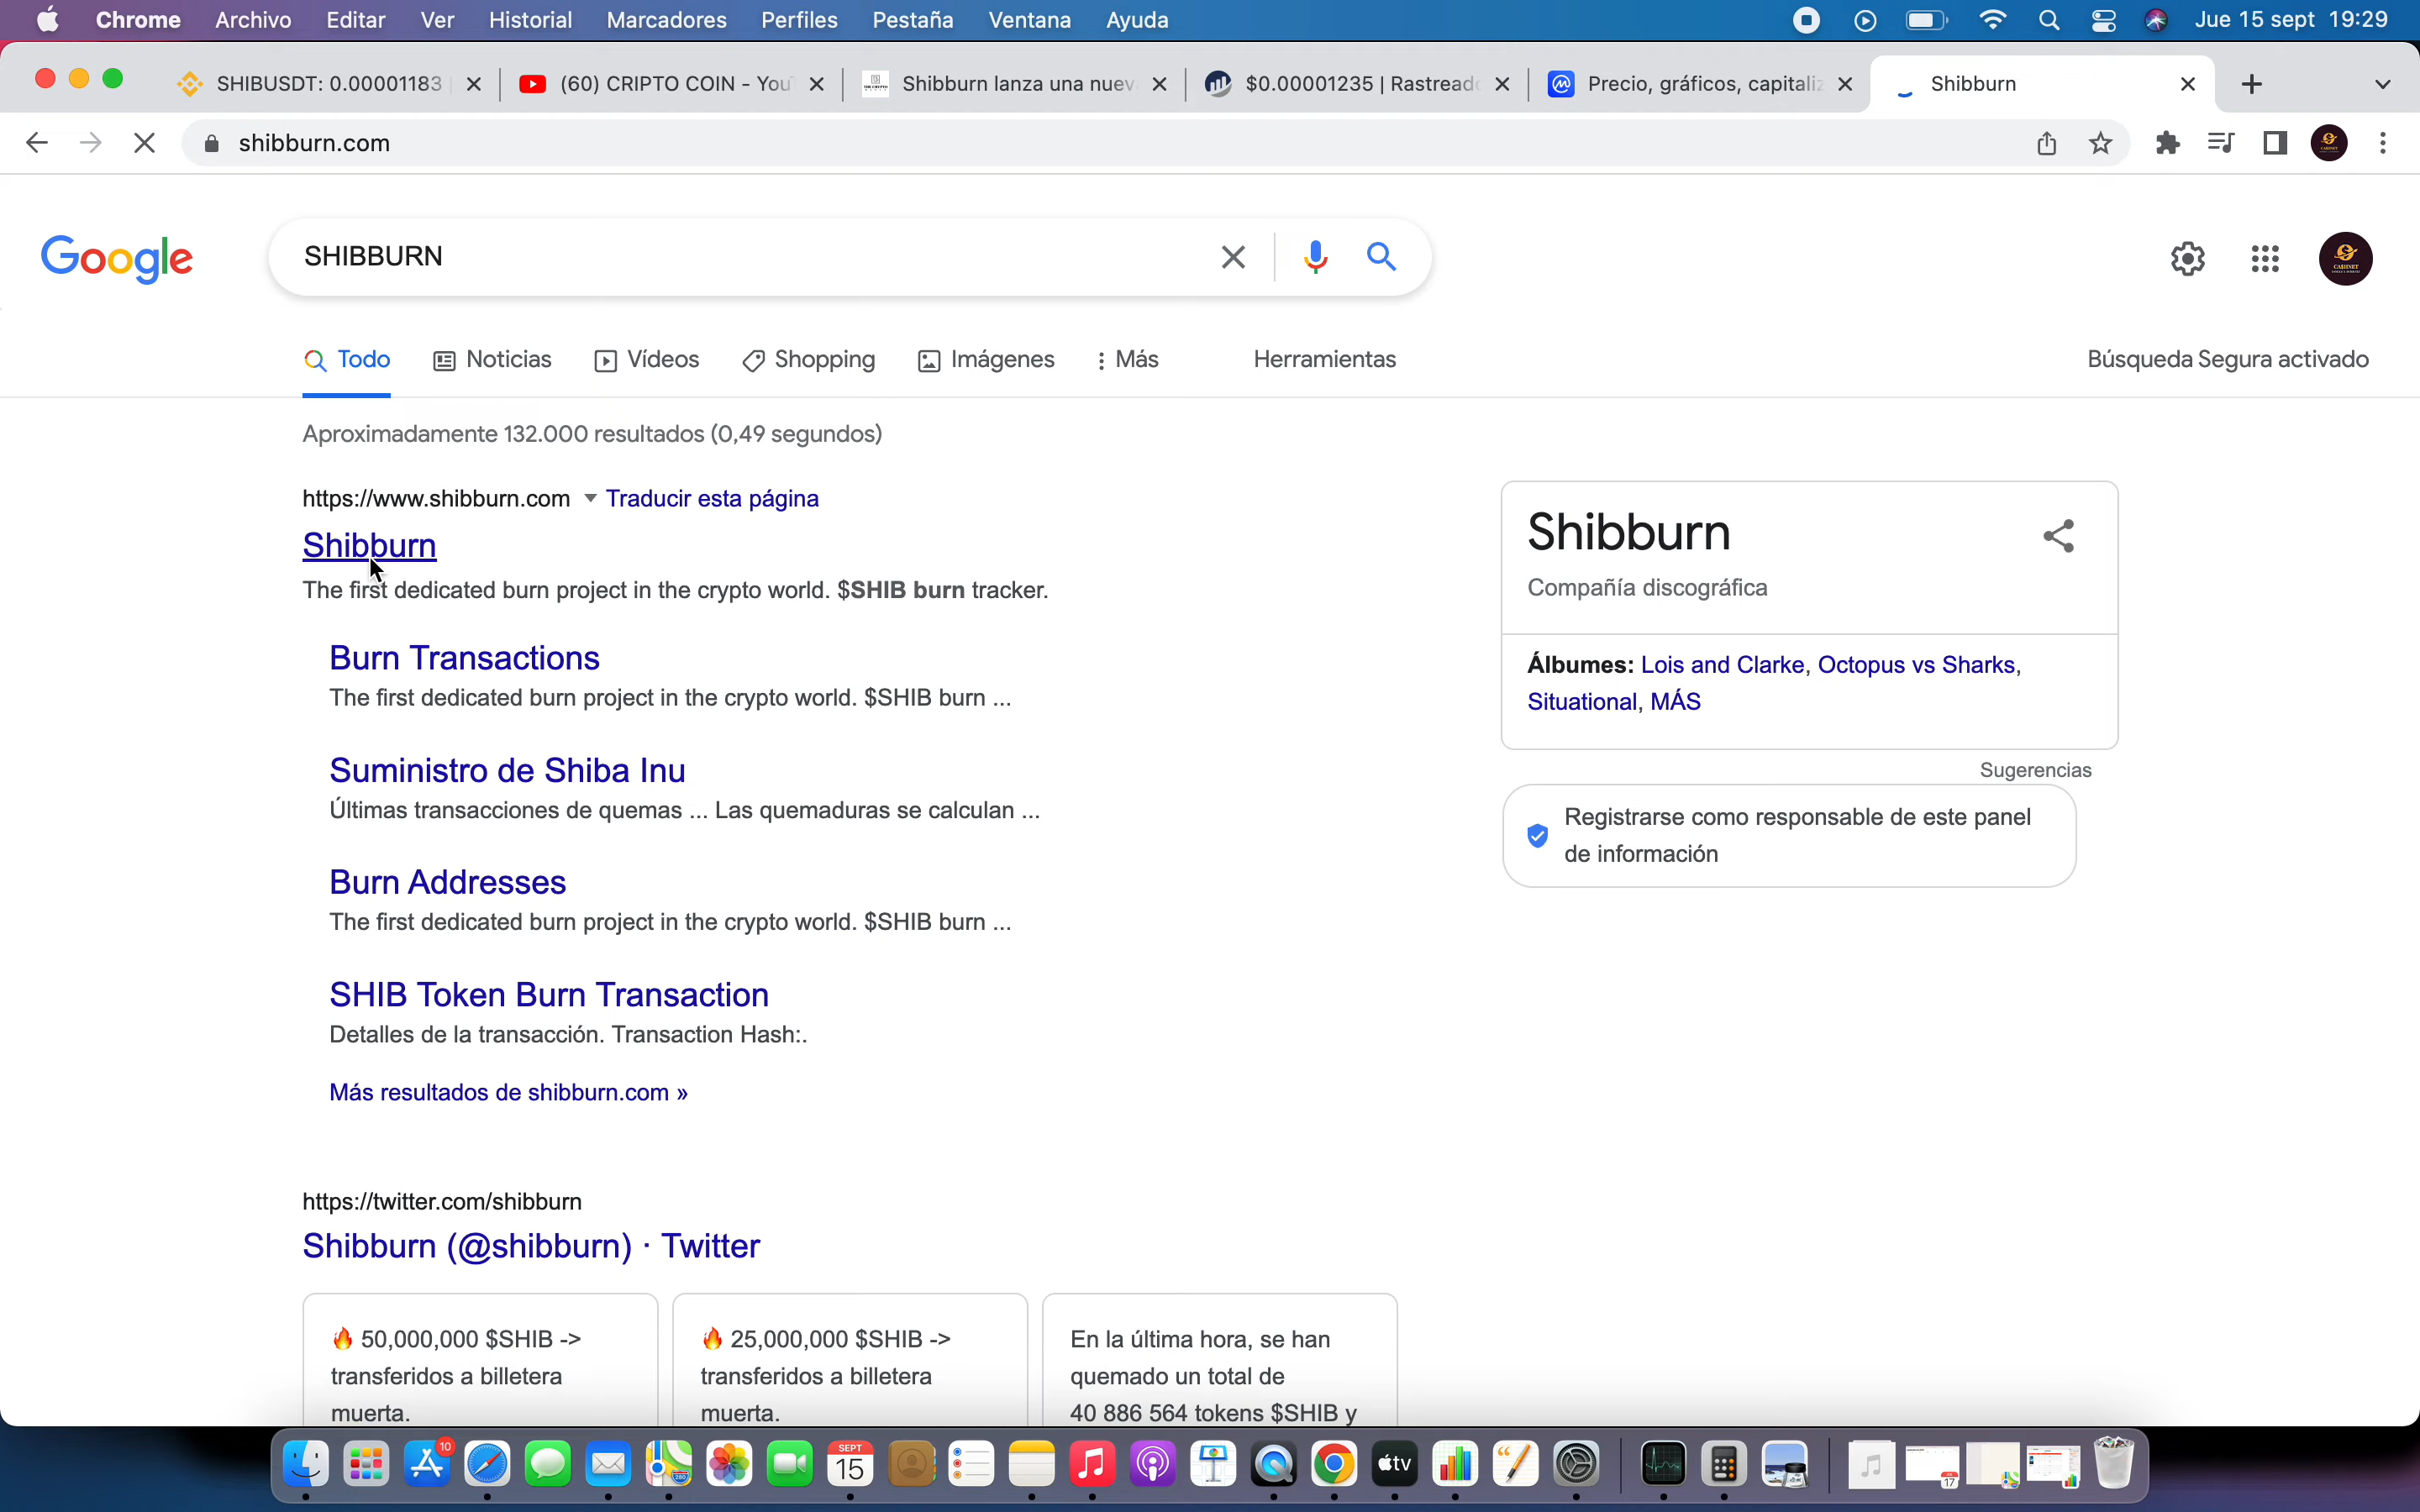 Chrome Archivo Editar Ver Historial Marcadores Perfiles Pestaña Ventana Ayuda Jue 15 sept 19:29
SHIBUSDT: 0.00001183 (60) CRIPTO COIN - You Shibburn lanza una nuev $0.00001235 | Rastread Precio, gráficos, capitaliz Shibburn
shibburn.com
Google SHIBBURN
Todo Noticias Vídeos Shopping Imágenes Más Herramientas Búsqueda Segura activado
Aproximadamente 132.000 resultados (0,49 segundos)
https://www.shibburn.com Traducir esta página
Shibburn
The first dedicated burn project in the crypto world. $SHIB burn tracker.
Burn Transactions
The first dedicated burn project in the crypto world. $SHIB burn ...
Suministro de Shiba Inu
Últimas transacciones de quemas ... Las quemaduras se calculan ...
Burn Addresses
The first dedicated burn project in the crypto world. $SHIB burn ...
SHIB Token Burn Transaction
Detalles de la transacción. Transaction Hash:.
Más resultados de shibburn.com »
https://twitter.com/shibburn
Shibburn (@shibburn) · Twitter
🔥 50,000,000 $SHIB ->
transferidos a billetera
muerta.
🔥 25,000,000 $SHIB ->
transferidos a billetera
muerta.
En la última hora, se han
quemado un total de
40 886 564 tokens $SHIB y
Shibburn
Compañía discográfica
Álbumes: Lois and Clarke, Octopus vs Sharks,
Situational, MÁS
Sugerencias
Registrarse como responsable de este panel
de información
10
SEPT
15
280
tv
17